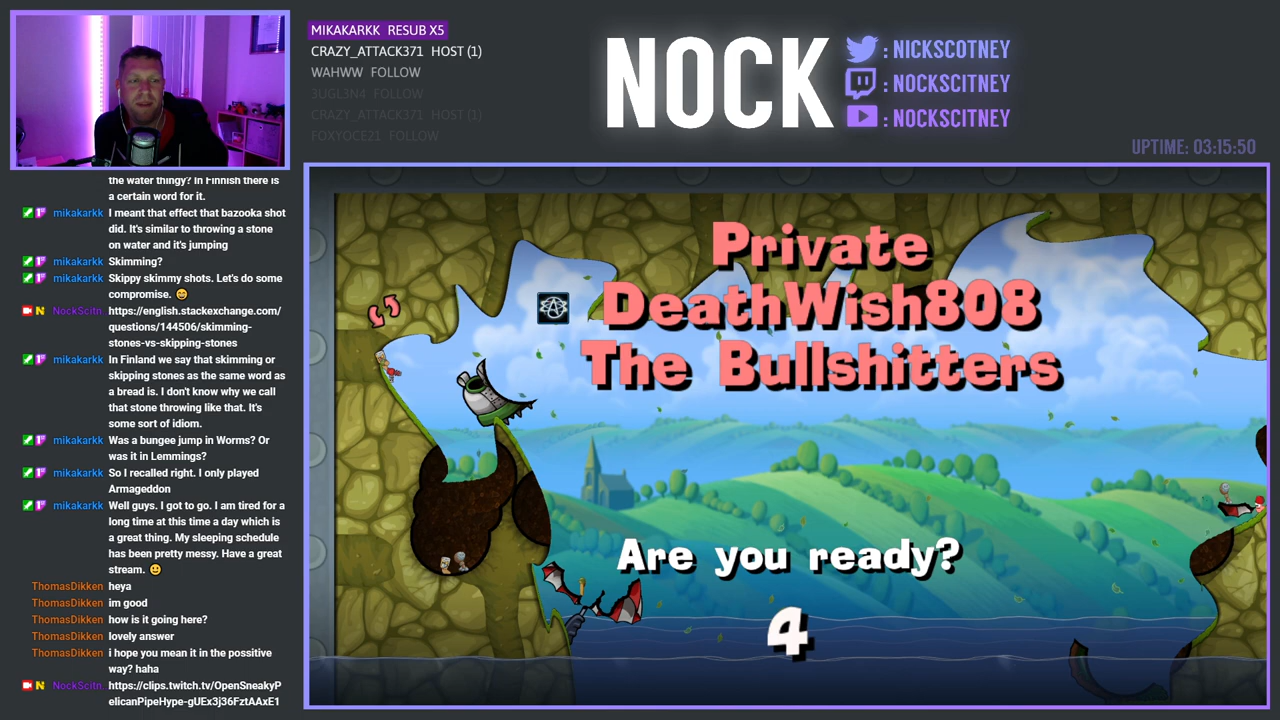 MIKAKARKK RESUB X5
CRAZY_ATTACK371 HOST (1)
WAHWW FOLLOW
3UGL3N4 FOLLOW
CRAZY_ATTACK371 HOST (1)
FOXYOCE21 FOLLOW
NOCK
: NICKSCOTNEY
: NOCKSCITNEY
: NOCKSCITNEY
UPTIME: 03:15:50
the water thingy? In Finnish there is
a certain word for it.
mikakarkk I meant that effect that bazooka shot
did. It's similar to throwing a stone
on water and it's jumping
mikakarkk Skimming?
mikakarkk Skippy skimmy shots. Let's do some
compromise.
N NockScitn. https://english.stackexchange.com/
questions/144506/skimming-
stones-vs-skipping-stones
mikakarkk In Finland we say that skimming or
skipping stones as the same word as
a bread is. I don't know why we call
that stone throwing like that. It's
some sort of idiom.
mikakarkk Was a bungee jump in Worms? Or
was it in Lemmings?
mikakarkk So I recalled right. I only played
Armageddon
mikakarkk Well guys. I got to go. I am tired for a
long time at this time a day which is
a great thing. My sleeping schedule
has been pretty messy. Have a great
stream.
ThomasDikken heya
ThomasDikken im good
ThomasDikken how is it going here?
ThomasDikken lovely answer
ThomasDikken i hope you mean it in the possitive
way? haha
N NockScitn. https://clips.twitch.tv/OpenSneakyP
elicanPipeHype-gUEx3j36FztAAxE1
Private
DeathWish808
The Bullshitters
Are you ready?
4